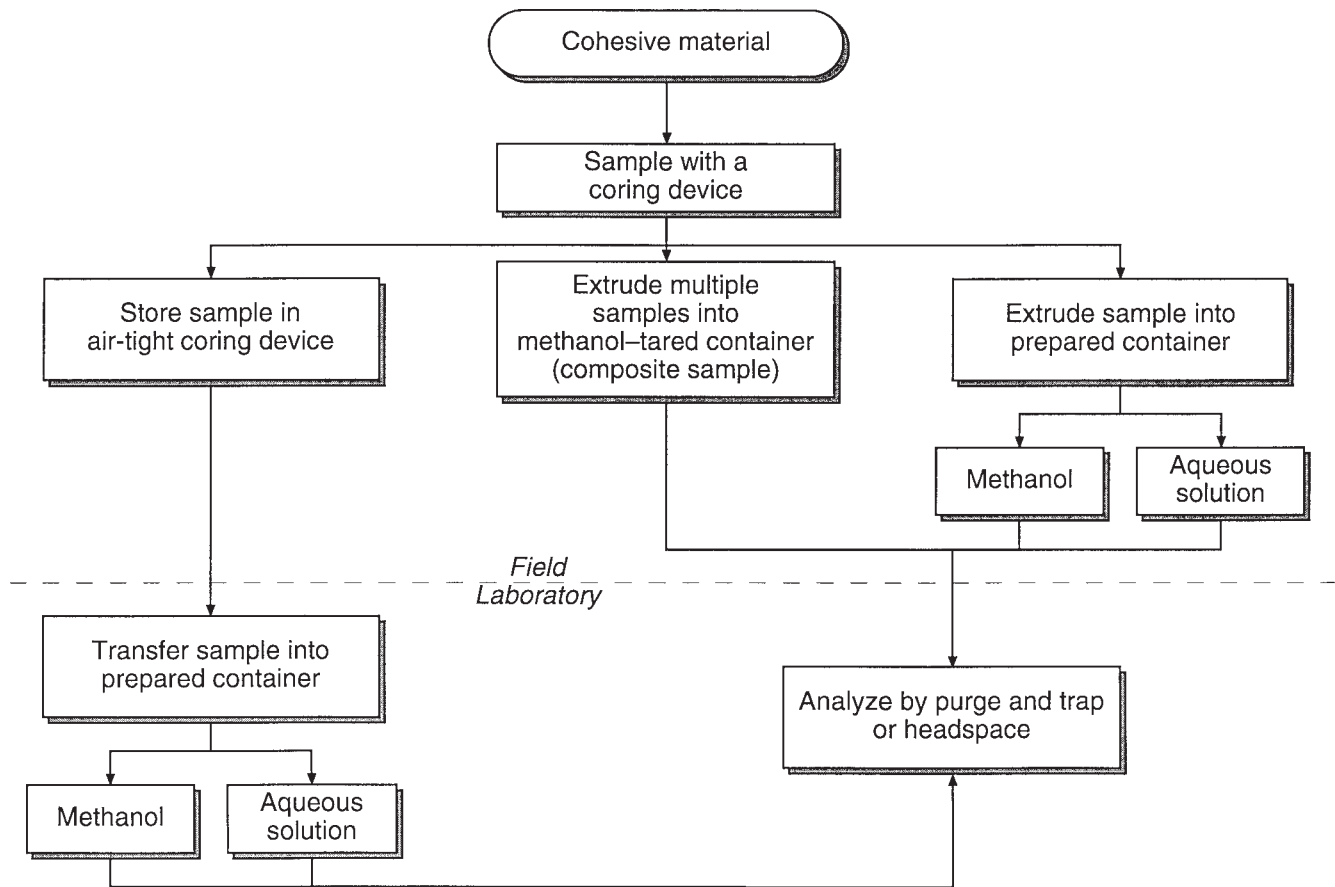 Cohesive material
Sample with a
coring device
Store sample in
air-tight coring device
Extrude multiple
samples into
methanol–tared container
(composite sample)
Extrude sample into
prepared container
Methanol
Aqueous
solution
Field
Laboratory
Transfer sample into
prepared container
Analyze by purge and trap
or headspace
Methanol
Aqueous
solution